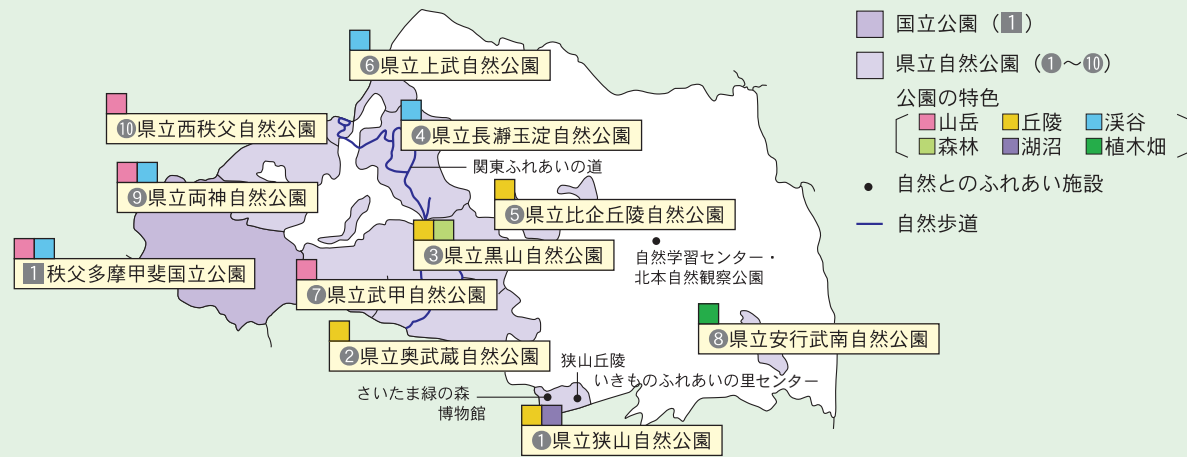 ❻県立上武自然公園
❿県立西秩父自然公園
❹県立長瀞玉淀自然公園
関東ふれあいの道
❾県立両神自然公園
❺県立比企丘陵自然公園
❸県立黒山自然公園
自然学習センター・
北本自然観察公園
1秩父多摩甲斐国立公園
❼県立武甲自然公園
❽県立安行武南自然公園
❷県立奥武蔵自然公園
狭山丘陵
いきものふれあいの里センター
さいたま緑の森
博物館
❶県立狭山自然公園
国立公園（1）
県立自然公園（❶～❿）
公園の特色
山岳 丘陵 渓谷
森林 湖沼 植木畑
自然とのふれあい施設
自然歩道